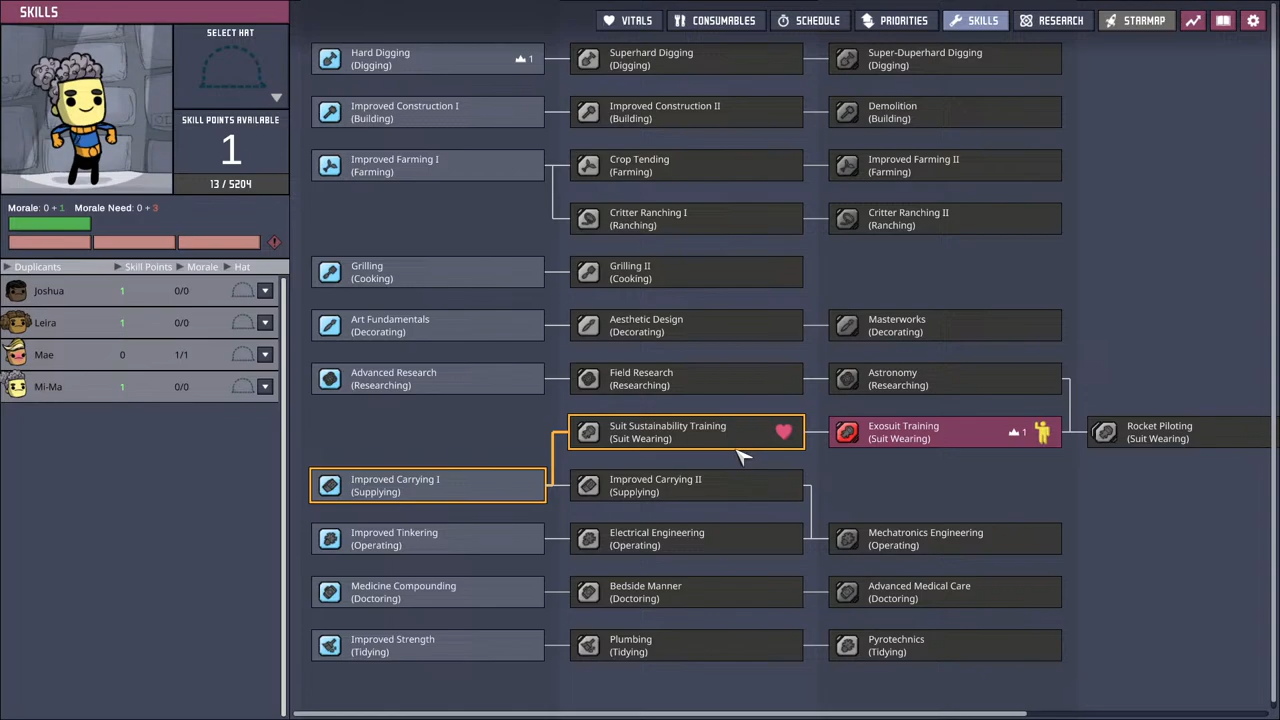 SKILLS
VITALS
CONSUMABLES
SCHEDULE
PRIORITIES
SKILLS
RESEARCH
STARMAP
SELECT HAT
SKILL POINTS AVAILABLE
1
13 / 5204
Morale: 0 + 1 Morale Need: 0 + 3
Duplicants Skill Points Morale Hat
Joshua 1 0/0
Leira 1 0/0
Mae 0 1/1
Mi-Ma 1 0/0
Hard Digging
(Digging)
1
Superhard Digging
(Digging)
Super-Duperhard Digging
(Digging)
Improved Construction I
(Building)
Improved Construction II
(Building)
Demolition
(Building)
Improved Farming I
(Farming)
Crop Tending
(Farming)
Improved Farming II
(Farming)
Critter Ranching I
(Ranching)
Critter Ranching II
(Ranching)
Grilling
(Cooking)
Grilling II
(Cooking)
Art Fundamentals
(Decorating)
Aesthetic Design
(Decorating)
Masterworks
(Decorating)
Advanced Research
(Researching)
Field Research
(Researching)
Astronomy
(Researching)
Suit Sustainability Training
(Suit Wearing)
Exosuit Training
(Suit Wearing)
1
Rocket Piloting
(Suit Wearing)
Improved Carrying I
(Supplying)
Improved Carrying II
(Supplying)
Improved Tinkering
(Operating)
Electrical Engineering
(Operating)
Mechatronics Engineering
(Operating)
Medicine Compounding
(Doctoring)
Bedside Manner
(Doctoring)
Advanced Medical Care
(Doctoring)
Improved Strength
(Tidying)
Plumbing
(Tidying)
Pyrotechnics
(Tidying)